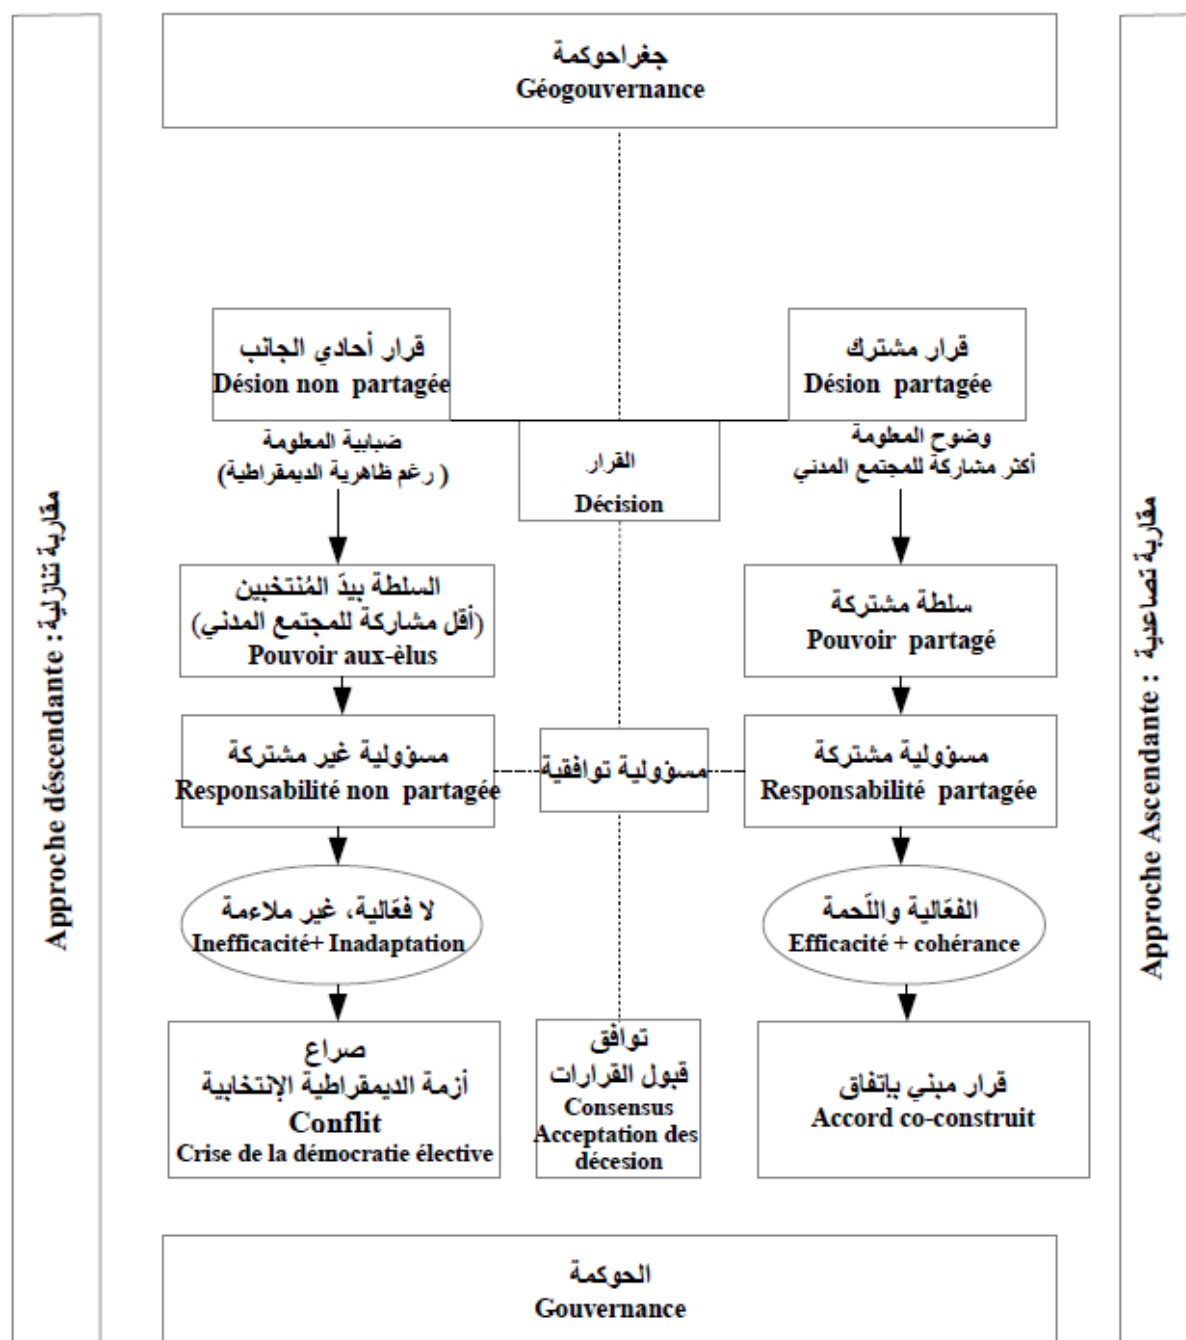 جغراحوكمة
Géogouvernance
قرار أحادي الجانب
Désion non partagée
قرار مشترك
Désion partagée
ضبابية المعلومة
( رغم ظاهرية الديمقراطية)
القرار
Décision
وضوح المعلومة
أكثر مشاركة للمجتمع المدني
السلطة بيدّ المُنتخبين
(أقل مشاركة للمجتمع المدني)
Pouvoir aux-èlus
سلطة مشتركة
Pouvoir partagé
مسؤولية غير مشتركة
Responsabilité non partagée
مسؤولية توافقية
مسؤولية مشتركة
Responsabilité partagée
لا فعّالية، غير ملاءمة
Inefficacité+ Inadaptation
الفعّالية واللّحمة
Efficacité + cohérance
صراع
أزمة الديمقراطية الإنتخابية
Conflit
Crise de la démocratie élective
توافق
قبول القرارات
Consensus
Acceptation des
décesion
قرار مبني بإتفاق
Accord co-construit
الحوكمة
Gouvernance
Approche déscendante : مقاربة تنازلية
Approche Ascendante : مقاربة تصاعدية